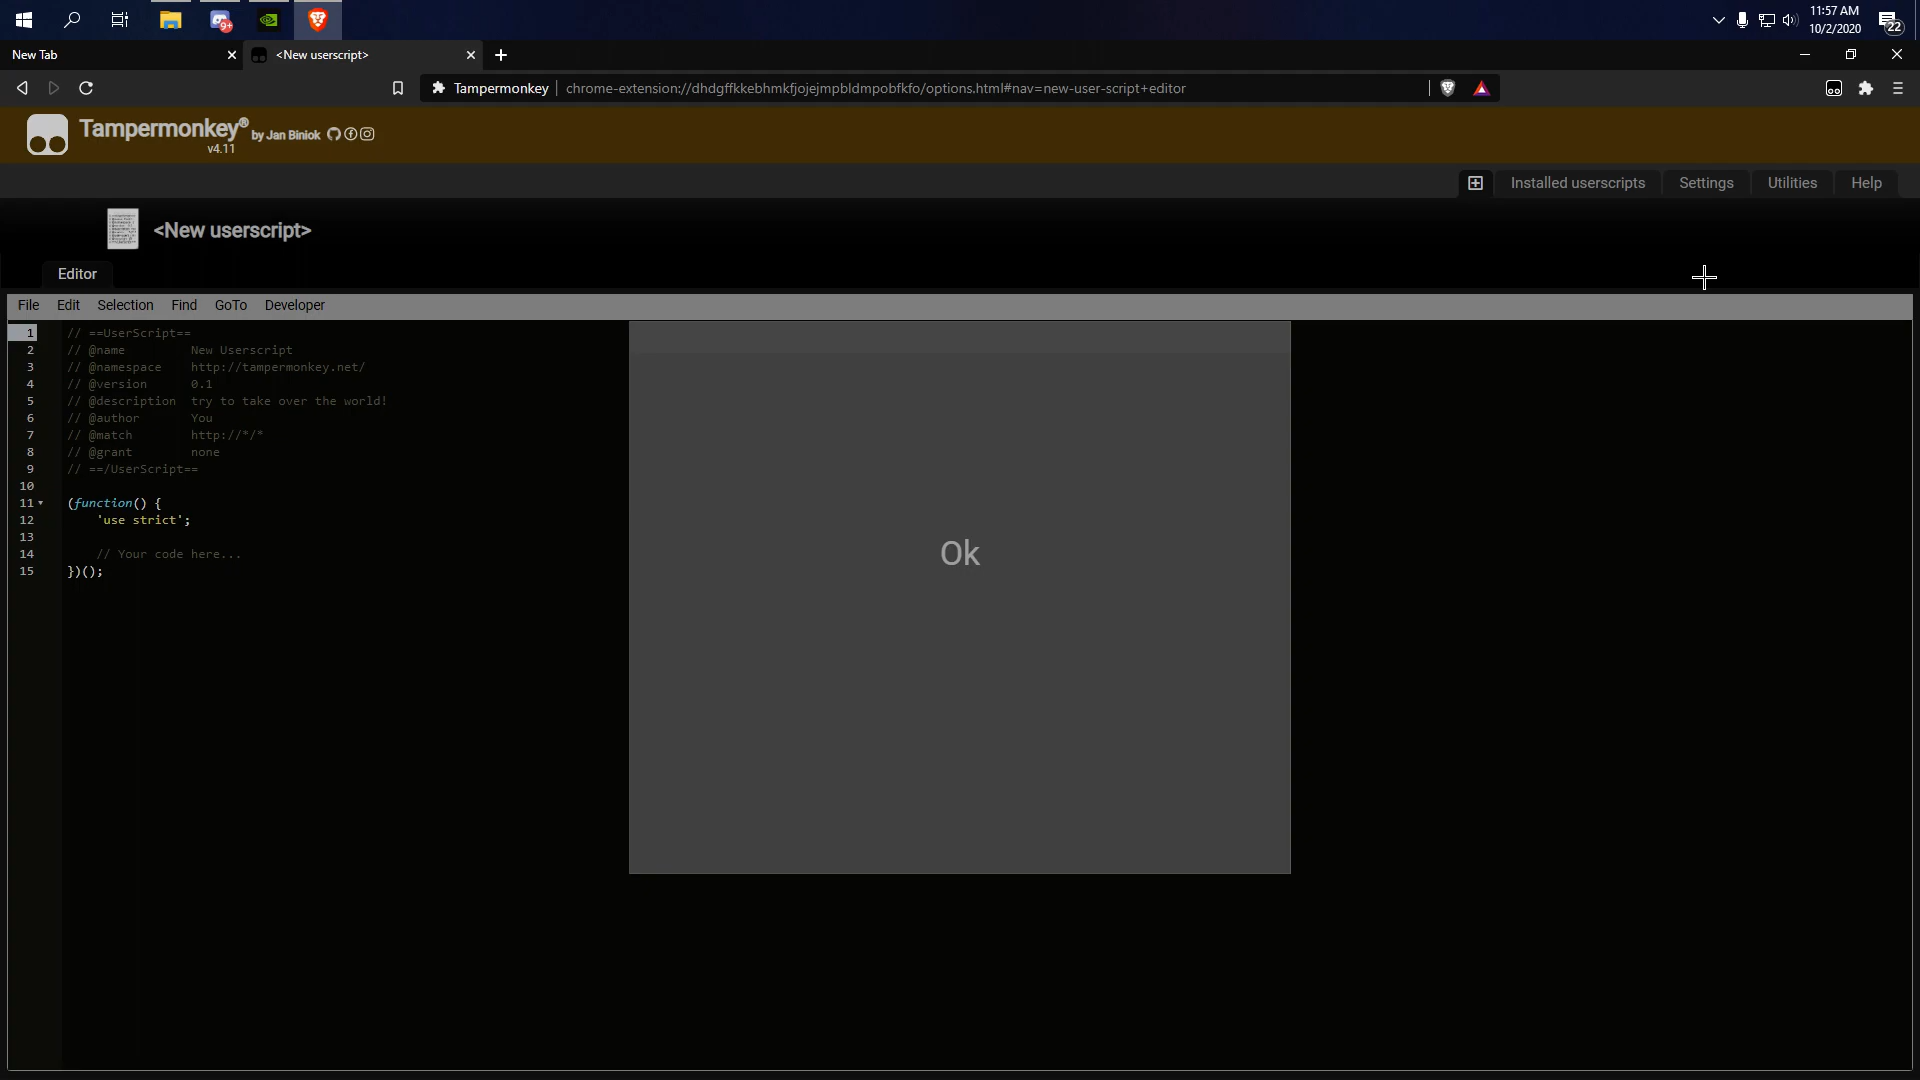 11:57 AM
10/2/2020
22
9+
New Tab
<New userscript>
Tampermonkey
chrome-extension://dhdgffkkebhmkfjojejmpbldmpobfkfo/options.html#nav=new-user-script+editor
Tampermonkey® by Jan Biniok
v4.11
Installed userscripts
Settings
Utilities
Help
<New userscript>
Editor
File Edit Selection Find GoTo Developer
1 // ==UserScript==
2 // @name New Userscript
3 // @namespace http://tampermonkey.net/
4 // @version 0.1
5 // @description try to take over the world!
6 // @author You
7 // @match http://*/*
8 // @grant none
9 // ==/UserScript==
10
11 (function() {
12 'use strict';
13
14 // Your code here...
15 })();
Ok